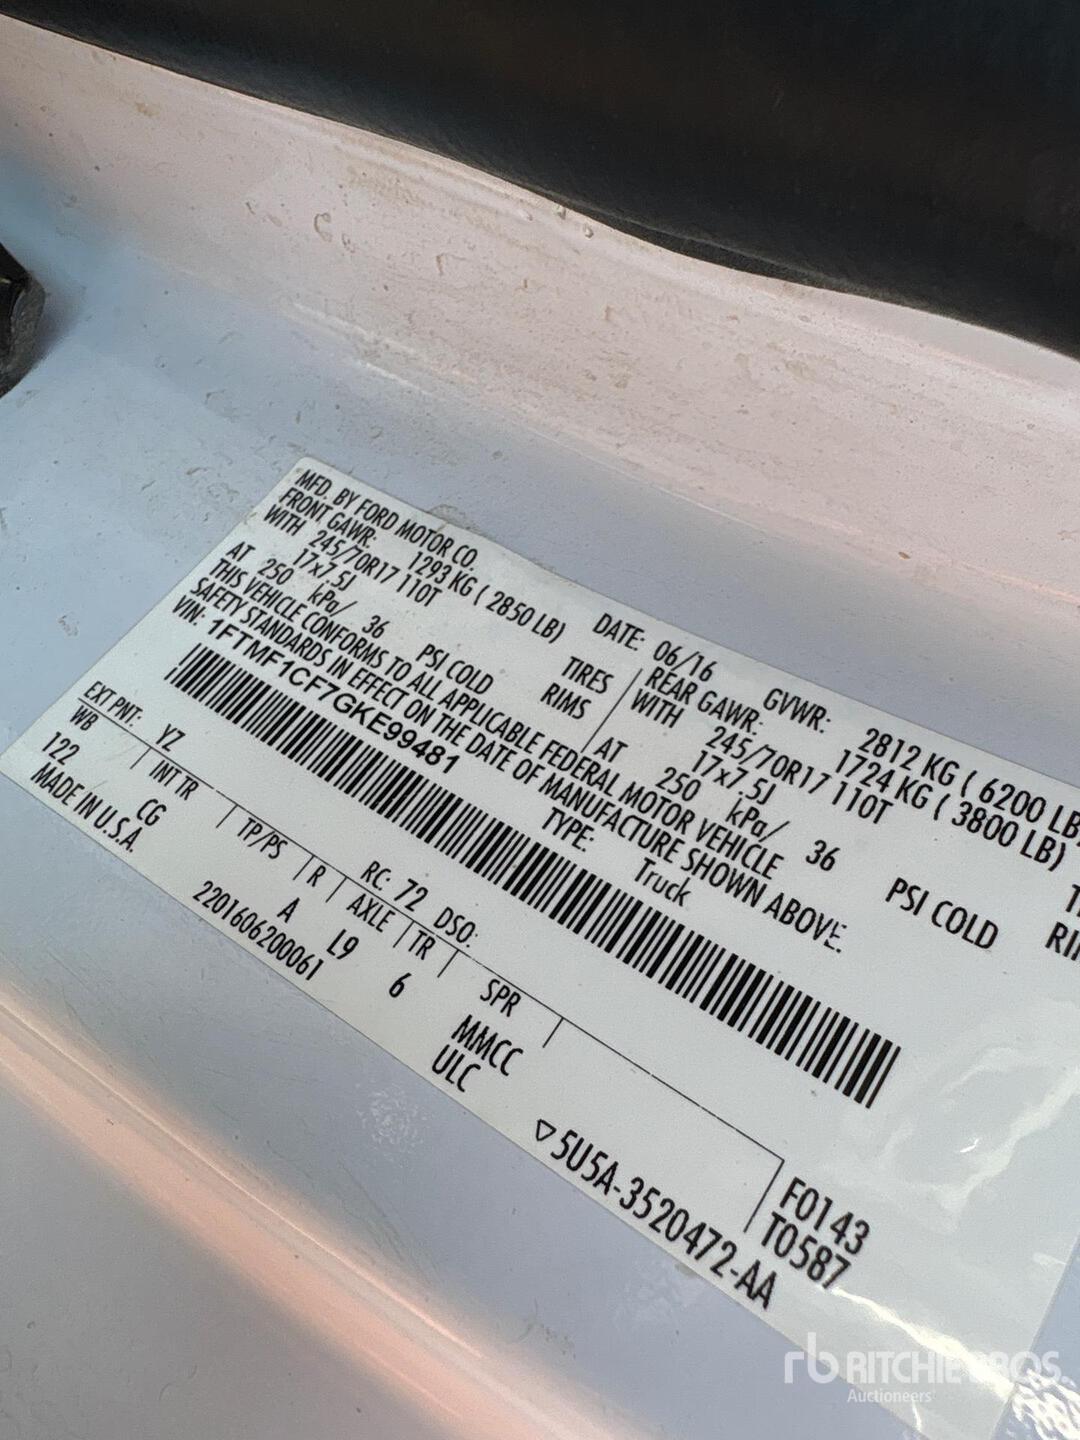 MFD. BY FORD MOTOR CO.
DATE: 06/16 GVWR: 2812 KG ( 6200 LB
FRONT GAWR: 1293 KG ( 2850 LB) REAR GAWR: 1724 KG ( 3800 LB)
WITH 245/70R17 110T TIRES WITH 245/70R17 110T
17x7.5J RIMS 17x7.5J
AT 250 kPa/ 36 PSI COLD AT 250 kPa/ 36 PSI COLD
THIS VEHICLE CONFORMS TO ALL APPLICABLE FEDERAL MOTOR VEHICLE
SAFETY STANDARDS IN EFFECT ON THE DATE OF MANUFACTURE SHOWN ABOVE.
VIN: 1FTMF1CF7GKE99481 TYPE: Truck
EXT PNT: YZ RC: 72 DSO:
WB INT TR TP/PS R AXLE TR SPR
122 CG A L9 6 MMCC F0143
MADE IN U.S.A. 2201606200061 ULC T0587
▽5U5A-3520472-AA
rb RITCHIE BROS.
Auctioneers